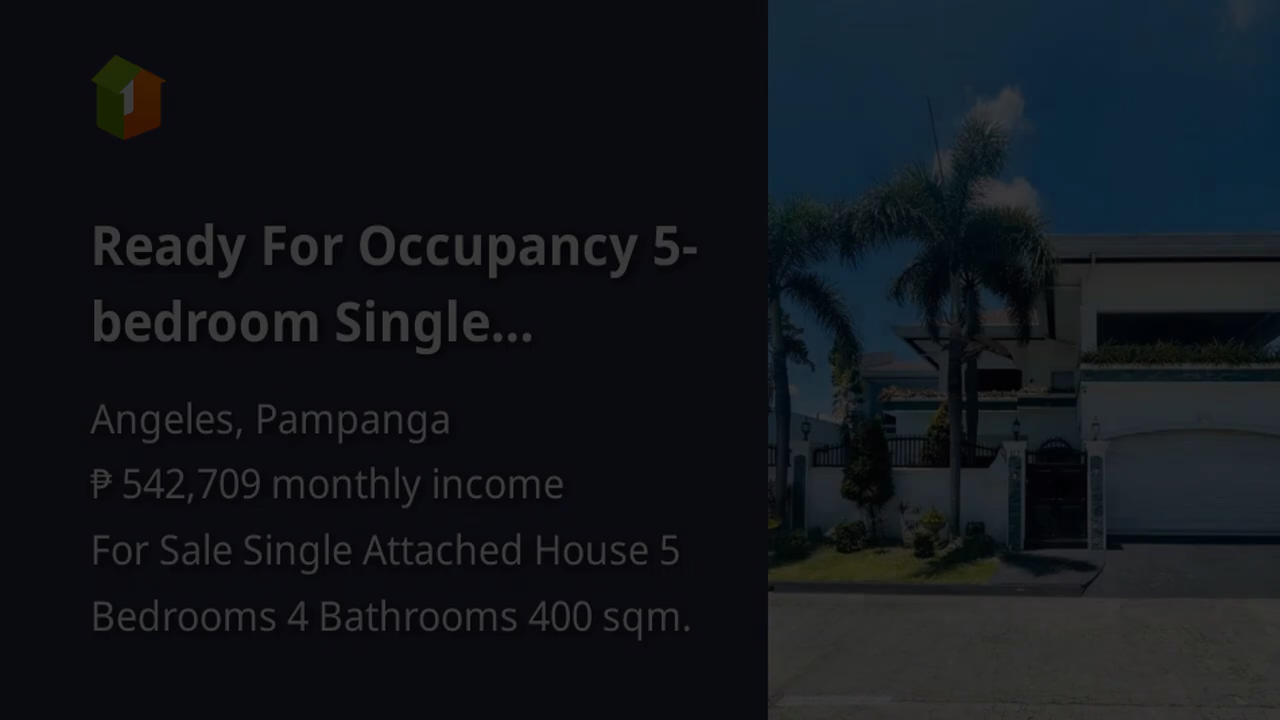 Ready For Occupancy 5-
bedroom Single...
Angeles, Pampanga
₱ 542,709 monthly income
For Sale Single Attached House 5
Bedrooms 4 Bathrooms 400 sqm.